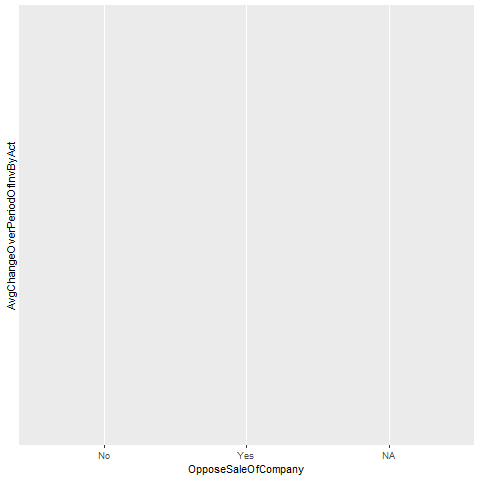 AvgChangeOverPeriodOfInvByAct
No Yes NA
OpposeSaleOfCompany